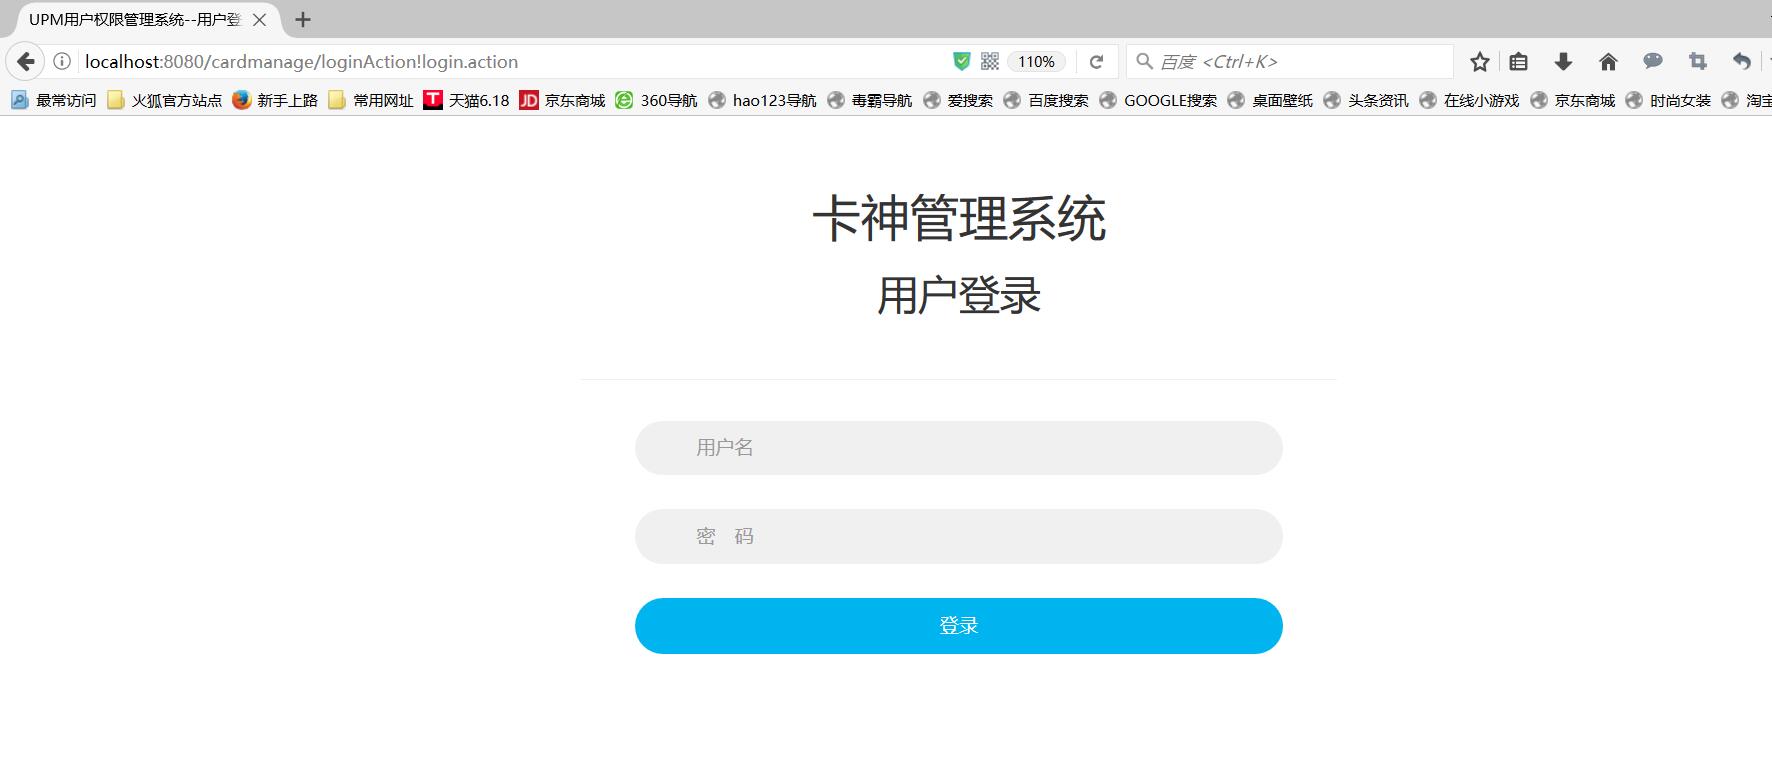 UPM用户权限管理系统--用户登
localhost:8080/cardmanage/loginAction!login.action 110% 百度 <Ctrl+K>
最常访问 火狐官方站点 新手上路 常用网址 T 天猫6.18 JD 京东商城 360导航 hao123导航 毒霸导航 爱搜索 百度搜索 GOOGLE搜索 桌面壁纸 头条资讯 在线小游戏 京东商城 时尚女装 淘宝
卡神管理系统
用户登录
用户名
密 码
登录